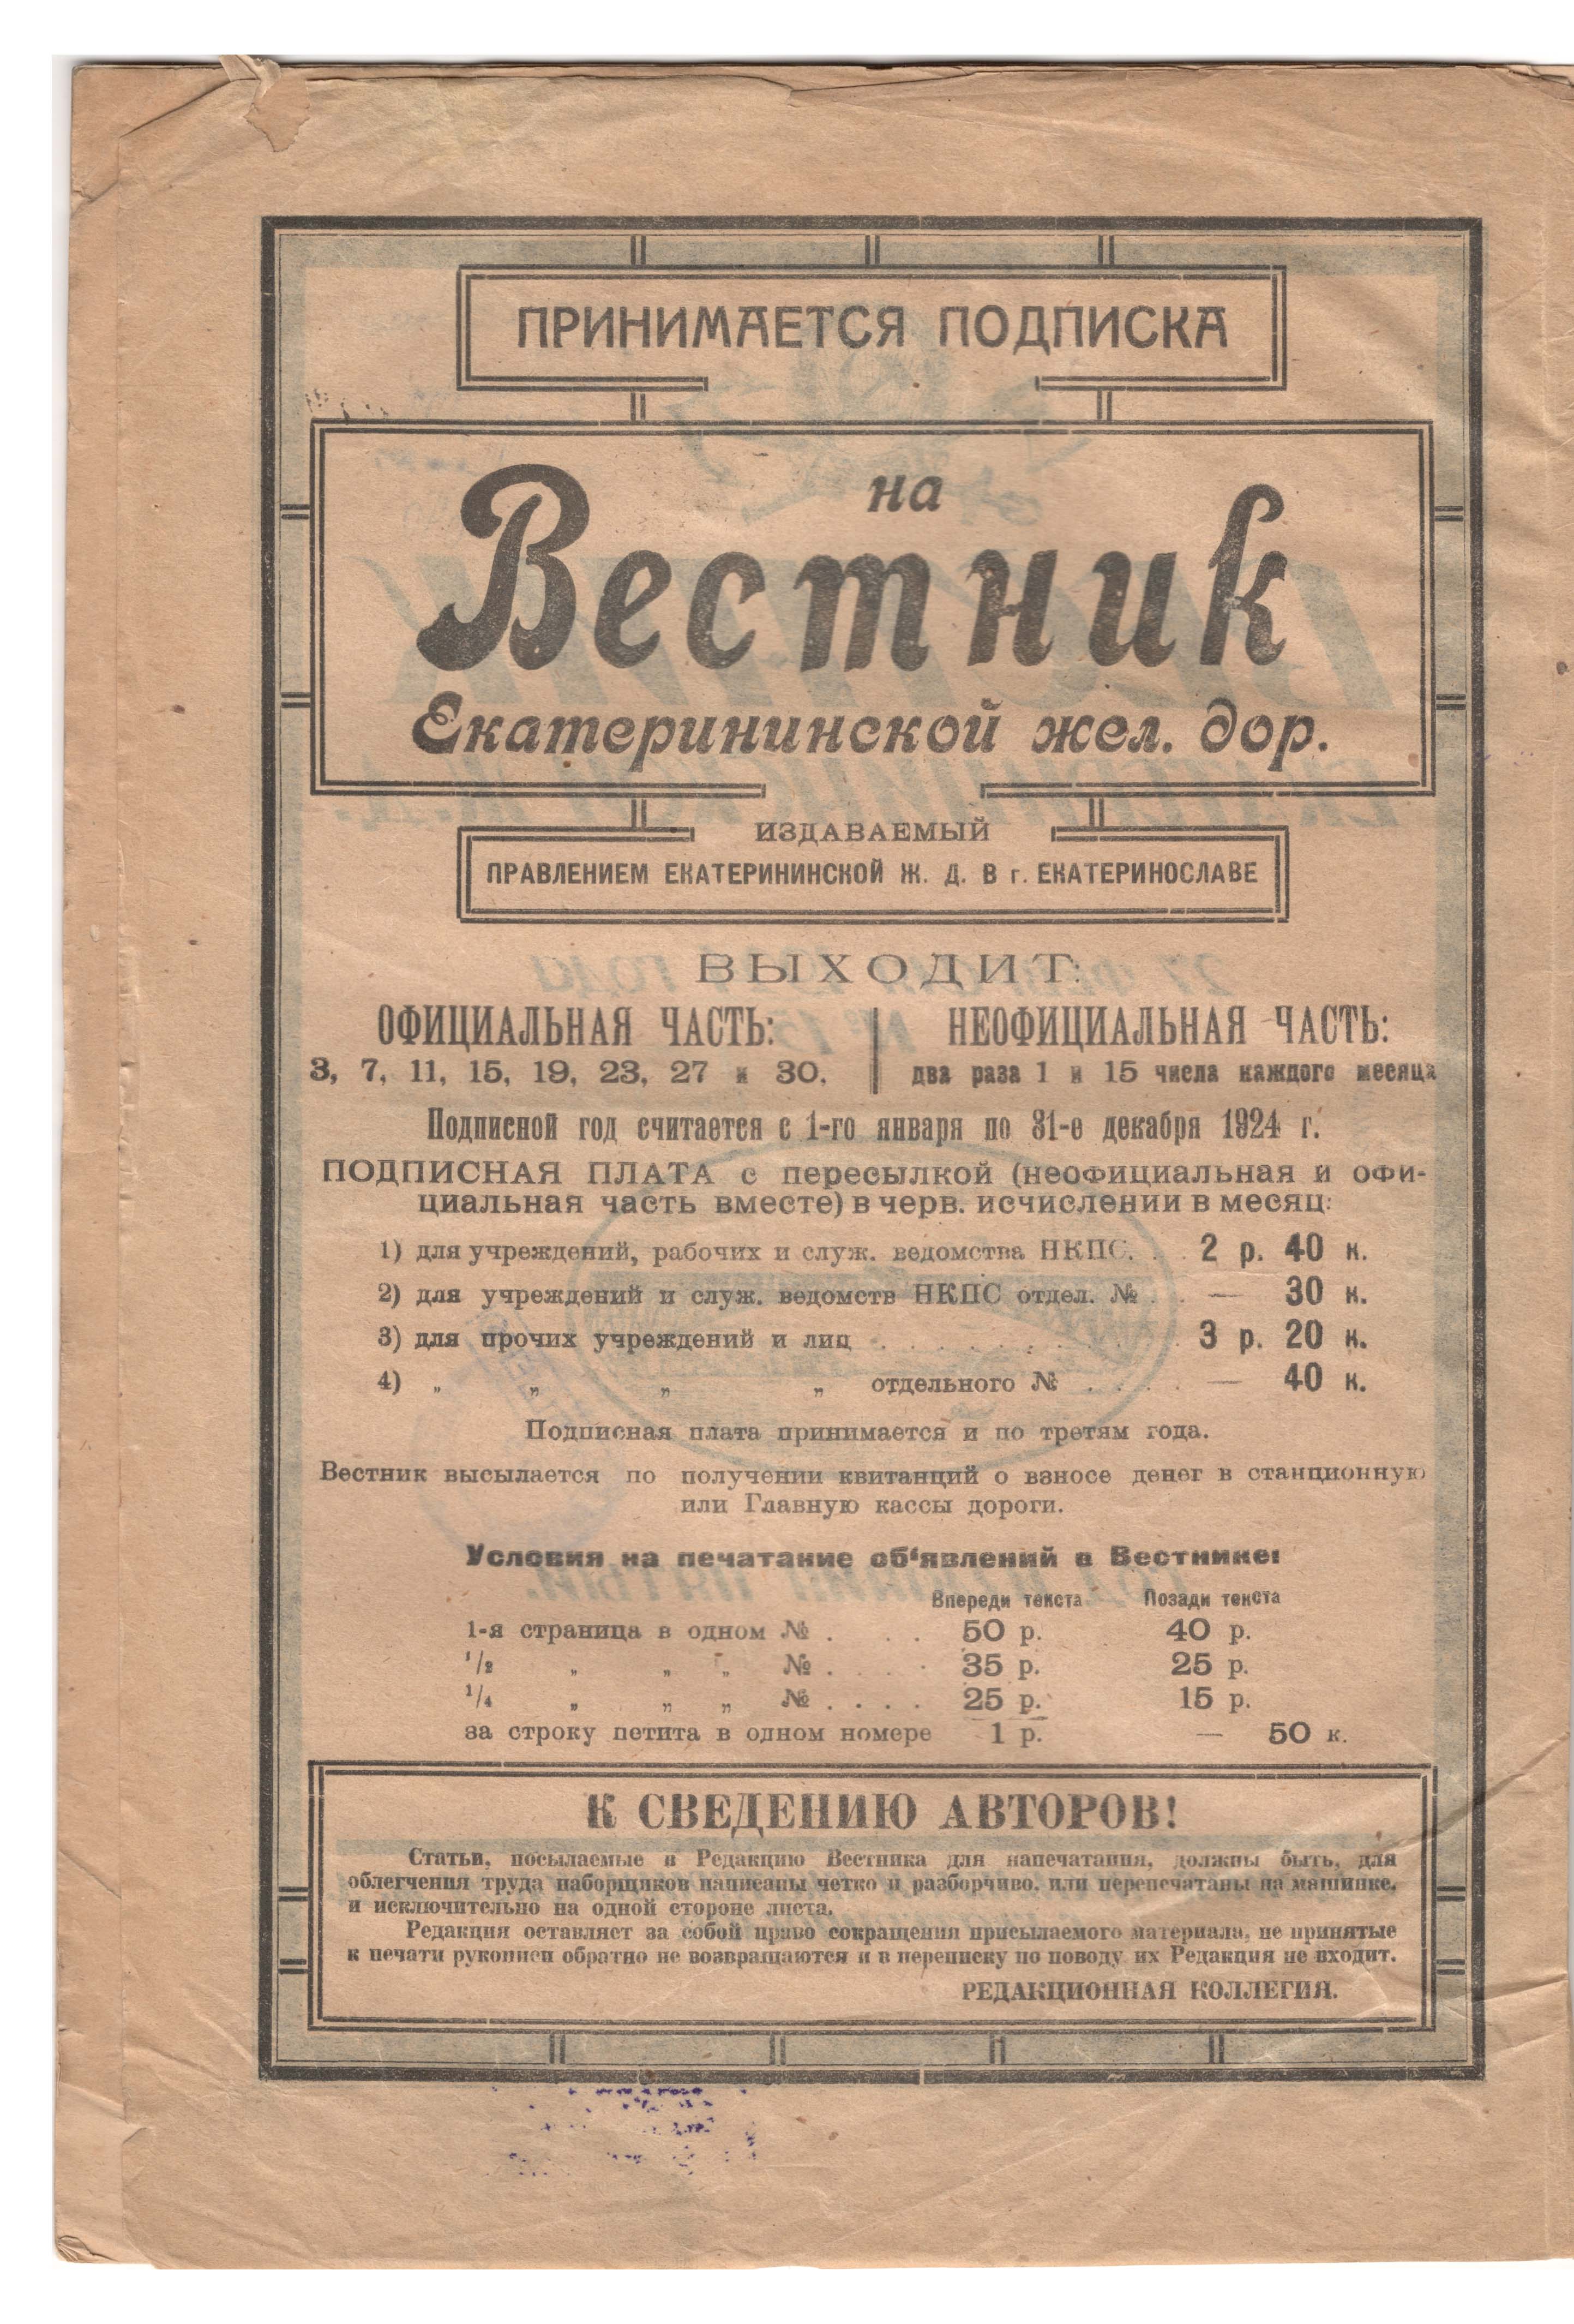 ПРИНИМАЕТСЯ ПОДПИСКА
на
Вестник
Екатерининской жел. дор.
ИЗДАВАЕМЫЙ
ПРАВЛЕНИЕМ ЕКАТЕРИНИНСКОЙ Ж. Д. В г. ЕКАТЕРИНОСЛАВЕ
ВЫХОДИТ:
ОФИЦИАЛЬНАЯ ЧАСТЬ:
3, 7, 11, 15, 19, 23, 27 и 30.
НЕОФИЦИАЛЬНАЯ ЧАСТЬ:
два раза 1 и 15 числа каждого месяца
Подписной год считается с 1-го января по 31-е декабря 1924 г.
ПОДПИСНАЯ ПЛАТА с пересылкой (неофициальная и офи-
циальная часть вместе) в черв. исчислении в месяц:
1) для учреждений, рабочих и служ. ведомства НКПС. . . 2 р. 40 к.
2) для учреждений и служ. ведомств НКПС отдел. № . . — 30 к.
3) для прочих учреждений и лиц . . . . . . . . . . . 3 р. 20 к.
4) „ „ „ „ отдельного № . . . . — 40 к.
Подписная плата принимается и по третям года.
Вестник высылается по получении квитанций о взносе денег в станционную
или Главную кассы дороги.
Условия на печатание об‘явлений в Вестнике:
Впереди текста Позади текста
1-я страница в одном № . . . 50 р. 40 р.
1/2 „ „ „ № . . . . 35 р. 25 р.
1/4 „ „ „ № . . . . 25 р. 15 р.
за строку петита в одном номере 1 р. — 50 к.
К СВЕДЕНИЮ АВТОРОВ!
Статьи, посылаемые в Редакцию Вестника для напечатания, должны быть, для
облегчения труда наборщиков написаны четко и разборчиво, или перепечатаны на машинке,
и исключительно на одной стороне листа.
Редакция оставляет за собой право сокращения присылаемого материала, не принятые
к печати рукописи обратно не возвращаются и в переписку по поводу их Редакция не входит.
РЕДАКЦИОННАЯ КОЛЛЕГИЯ.